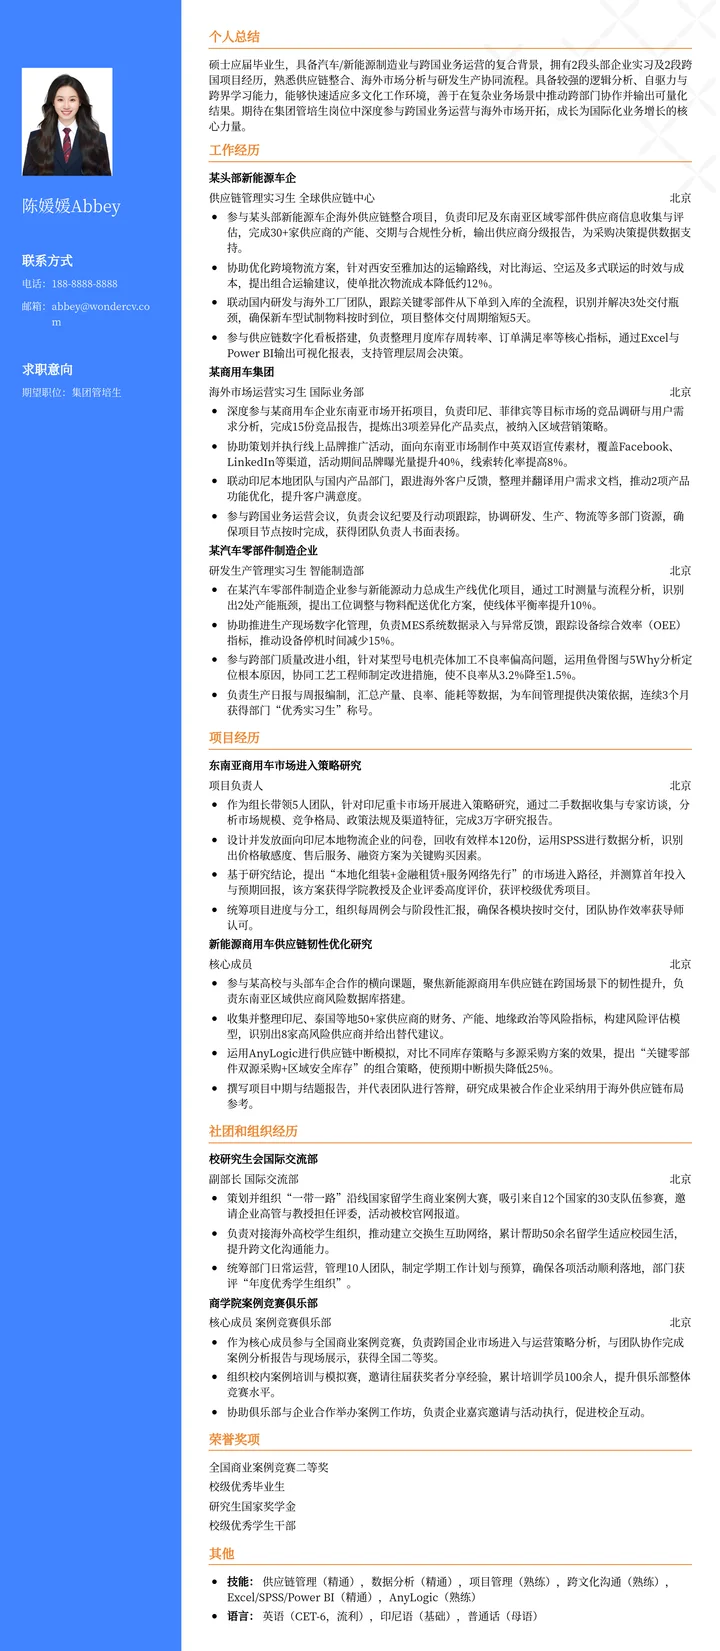 陈媛媛Abbey
联系方式
电话：188-8888-8888
邮箱：abbey@wondercv.co
m
求职意向
期望职位：集团管培生
个人总结
硕士应届毕业生，具备汽车/新能源制造业与跨国业务运营的复合背景，拥有2段头部企业实习及2段跨
国项目经历，熟悉供应链整合、海外市场分析与研发生产协同流程。具备较强的逻辑分析、自驱力与
跨界学习能力，能够快速适应多文化工作环境，善于在复杂业务场景中推动跨部门协作并输出可量化
结果。期待在集团管培生岗位中深度参与跨国业务运营与海外市场开拓，成长为国际化业务增长的核
心力量。
工作经历
某头部新能源车企
供应链管理实习生 全球供应链中心 北京
• 参与某头部新能源车企海外供应链整合项目，负责印尼及东南亚区域零部件供应商信息收集与评
估，完成30+家供应商的产能、交期与合规性分析，输出供应商分级报告，为采购决策提供数据支
持。
• 协助优化跨境物流方案，针对西安至雅加达的运输路线，对比海运、空运及多式联运的时效与成
本，提出组合运输建议，使单批次物流成本降低约12%。
• 联动国内研发与海外工厂团队，跟踪关键零部件从下单到入库的全流程，识别并解决3处交付瓶
颈，确保新车型试制物料按时到位，项目整体交付周期缩短5天。
• 参与供应链数字化看板搭建，负责整理月度库存周转率、订单满足率等核心指标，通过Excel与
Power BI输出可视化报表，支持管理层周会决策。
某商用车集团
海外市场运营实习生 国际业务部 北京
• 深度参与某商用车企业东南亚市场开拓项目，负责印尼、菲律宾等目标市场的竞品调研与用户需
求分析，完成15份竞品报告，提炼出3项差异化产品卖点，被纳入区域营销策略。
• 协助策划并执行线上品牌推广活动，面向东南亚市场制作中英双语宣传素材，覆盖Facebook、
LinkedIn等渠道，活动期间品牌曝光量提升40%，线索转化率提高8%。
• 联动印尼本地团队与国内产品部门，跟进海外客户反馈，整理并翻译用户需求文档，推动2项产品
功能优化，提升客户满意度。
• 参与跨国业务运营会议，负责会议纪要及行动项跟踪，协调研发、生产、物流等多部门资源，确
保项目节点按时完成，获得团队负责人书面表扬。
某汽车零部件制造企业
研发生产管理实习生 智能制造部 北京
• 在某汽车零部件制造企业参与新能源动力总成生产线优化项目，通过工时测量与流程分析，识别
出2处产能瓶颈，提出工位调整与物料配送优化方案，使线体平衡率提升10%。
• 协助推进生产现场数字化管理，负责MES系统数据录入与异常反馈，跟踪设备综合效率（OEE）
指标，推动设备停机时间减少15%。
• 参与跨部门质量改进小组，针对某型号电机壳体加工不良率偏高问题，运用鱼骨图与5Why分析定
位根本原因，协同工艺工程师制定改进措施，使不良率从3.2%降至1.5%。
• 负责生产日报与周报编制，汇总产量、良率、能耗等数据，为车间管理提供决策依据，连续3个月
获得部门“优秀实习生”称号。
项目经历
东南亚商用车市场进入策略研究
项目负责人 北京
• 作为组长带领5人团队，针对印尼重卡市场开展进入策略研究，通过二手数据收集与专家访谈，分
析市场规模、竞争格局、政策法规及渠道特征，完成3万字研究报告。
• 设计并发放面向印尼本地物流企业的问卷，回收有效样本120份，运用SPSS进行数据分析，识别
出价格敏感度、售后服务、融资方案为关键购买因素。
• 基于研究结论，提出“本地化组装+金融租赁+服务网络先行”的市场进入路径，并测算首年投入
与预期回报，该方案获得学院教授及企业评委高度评价，获评校级优秀项目。
• 统筹项目进度与分工，组织每周例会与阶段性汇报，确保各模块按时交付，团队协作效率获导师
认可。
新能源商用车供应链韧性优化研究
核心成员 北京
• 参与某高校与头部车企合作的横向课题，聚焦新能源商用车供应链在跨国场景下的韧性提升，负
责东南亚区域供应商风险数据库搭建。
• 收集并整理印尼、泰国等地50+家供应商的财务、产能、地缘政治等风险指标，构建风险评估模
型，识别出8家高风险供应商并给出替代建议。
• 运用AnyLogic进行供应链中断模拟，对比不同库存策略与多源采购方案的效果，提出“关键零部
件双源采购+区域安全库存”的组合策略，使预期中断损失降低25%。
• 撰写项目中期与结题报告，并代表团队进行答辩，研究成果被合作企业采纳用于海外供应链布局
参考。
社团和组织经历
校研究生会国际交流部
副部长 国际交流部 北京
• 策划并组织“一带一路”沿线国家留学生商业案例大赛，吸引来自12个国家的30支队伍参赛，邀
请企业高管与教授担任评委，活动被校官网报道。
• 负责对接海外高校学生组织，推动建立交换生互助网络，累计帮助50余名留学生适应校园生活，
提升跨文化沟通能力。
• 统筹部门日常运营，管理10人团队，制定学期工作计划与预算，确保各项活动顺利落地，部门获
评“年度优秀学生组织”。
商学院案例竞赛俱乐部
核心成员 案例竞赛俱乐部 北京
• 作为核心成员参与全国商业案例竞赛，负责跨国企业市场进入与运营策略分析，与团队协作完成
案例分析报告与现场展示，获得全国二等奖。
• 组织校内案例培训与模拟赛，邀请往届获奖者分享经验，累计培训学员100余人，提升俱乐部整体
竞赛水平。
• 协助俱乐部与企业合作举办案例工作坊，负责企业嘉宾邀请与活动执行，促进校企互动。
荣誉奖项
全国商业案例竞赛二等奖
校级优秀毕业生
研究生国家奖学金
校级优秀学生干部
其他
• 技能： 供应链管理（精通），数据分析（精通），项目管理（熟练），跨文化沟通（熟练），
Excel/SPSS/Power BI（精通），AnyLogic（熟练）
• 语言： 英语（CET-6，流利），印尼语（基础），普通话（母语）